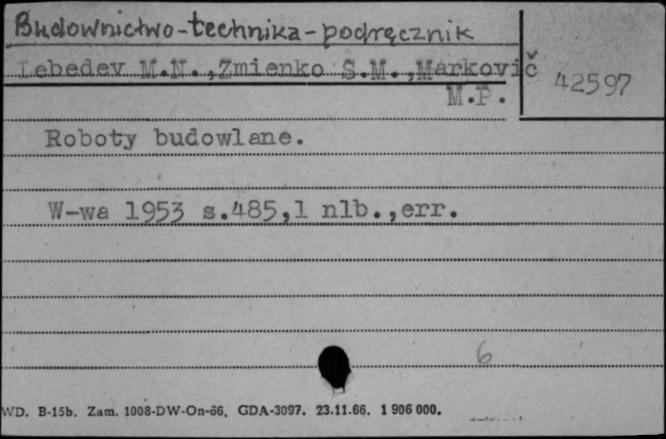 Budownictwo-technika-podręcznik
Lebedev M.N.,Zmienko S.M.,Markovič
M.P.
42597
Roboty budowlane.
W-wa 1953 s.485,1 nlb.,err.
6
WD. B-15b. Zam. 1008-DW-On-66. GDA-3097. 23.11.66. 1 906 000.